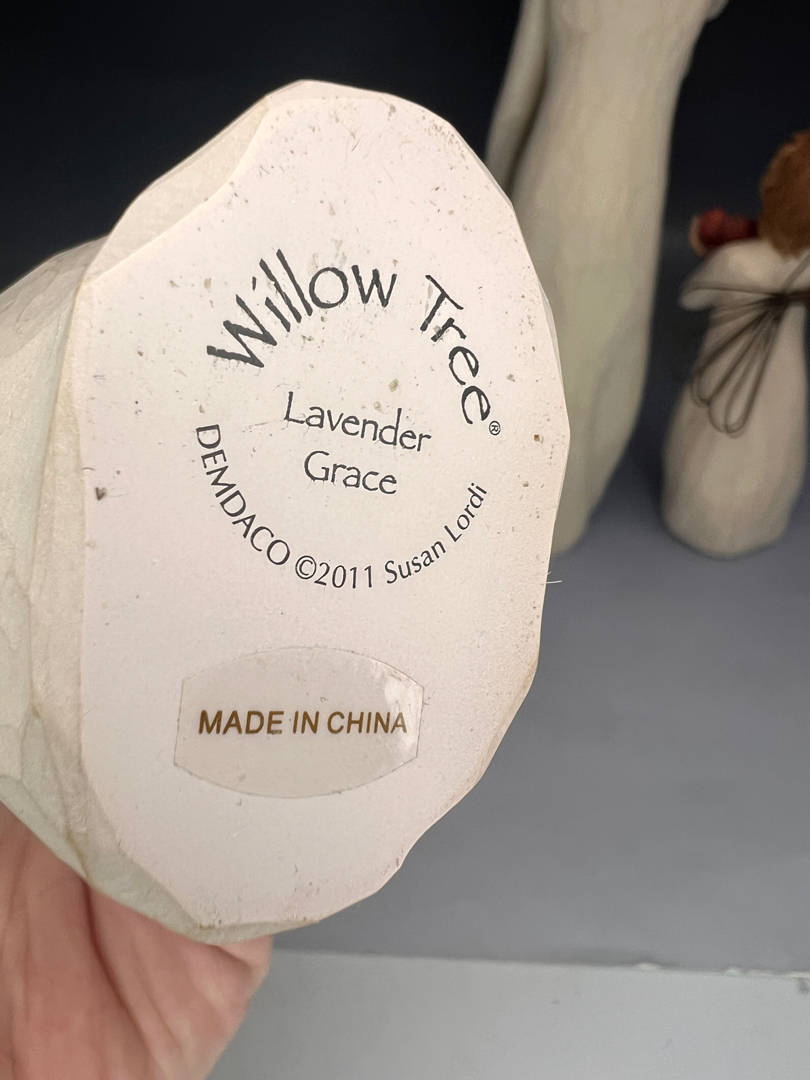 Willow Tree®
Lavender
Grace
DEMDACO ©2011 Susan Lordi
MADE IN CHINA